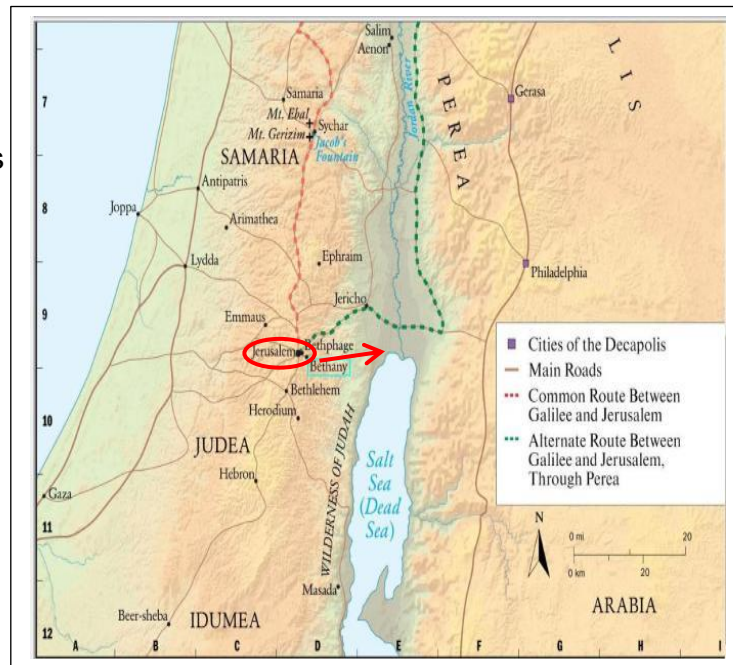 s
Salim
Aenon
Jordan River
PEREA
LIS
7
Samaria
Gerasa
Mt. Ebal
Sychar
Mt. Gerizim
Jacob's
Fountain
SAMARIA
Antipatris
8
Joppa
Arimathea
Lydda
Ephraim
Philadelphia
Jericho
9
Emmaus
Jerusalem
Bethphage
Bethany
Bethlehem
10
Herodium
JUDEA
WILDERNESS OF JUDAH
Salt
Sea
(Dead
Sea)
Hebron
Gaza
11
Masada
Beer-sheba
IDUMEA
ARABIA
12
A B C D E F G H I
Cities of the Decapolis
Main Roads
Common Route Between
Galilee and Jerusalem
Alternate Route Between
Galilee and Jerusalem,
Through Perea
N
0 mi. 20
0 km 20